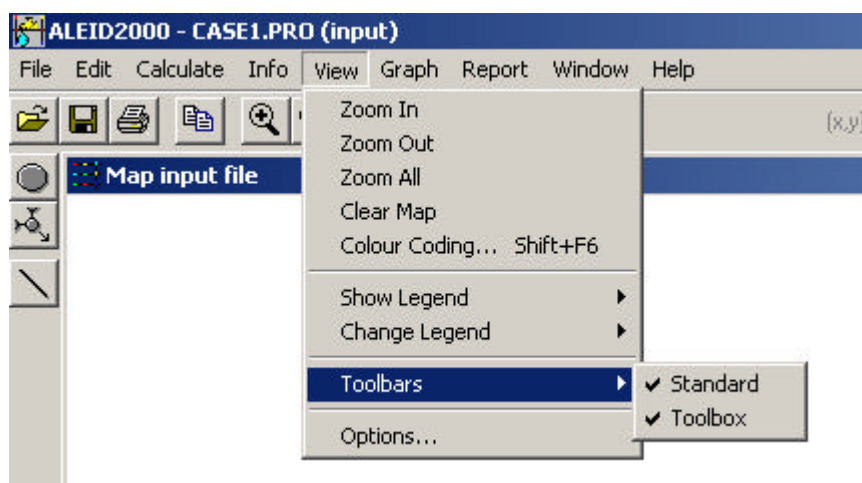 ALEID2000 - CASE1.PRO (input)
File Edit Calculate Info View Graph Report Window Help
(x,y)
Map input file
Zoom In
Zoom Out
Zoom All
Clear Map
Colour Coding... Shift+F6
Show Legend
Change Legend
Toolbars
Standard
Toolbox
Options...